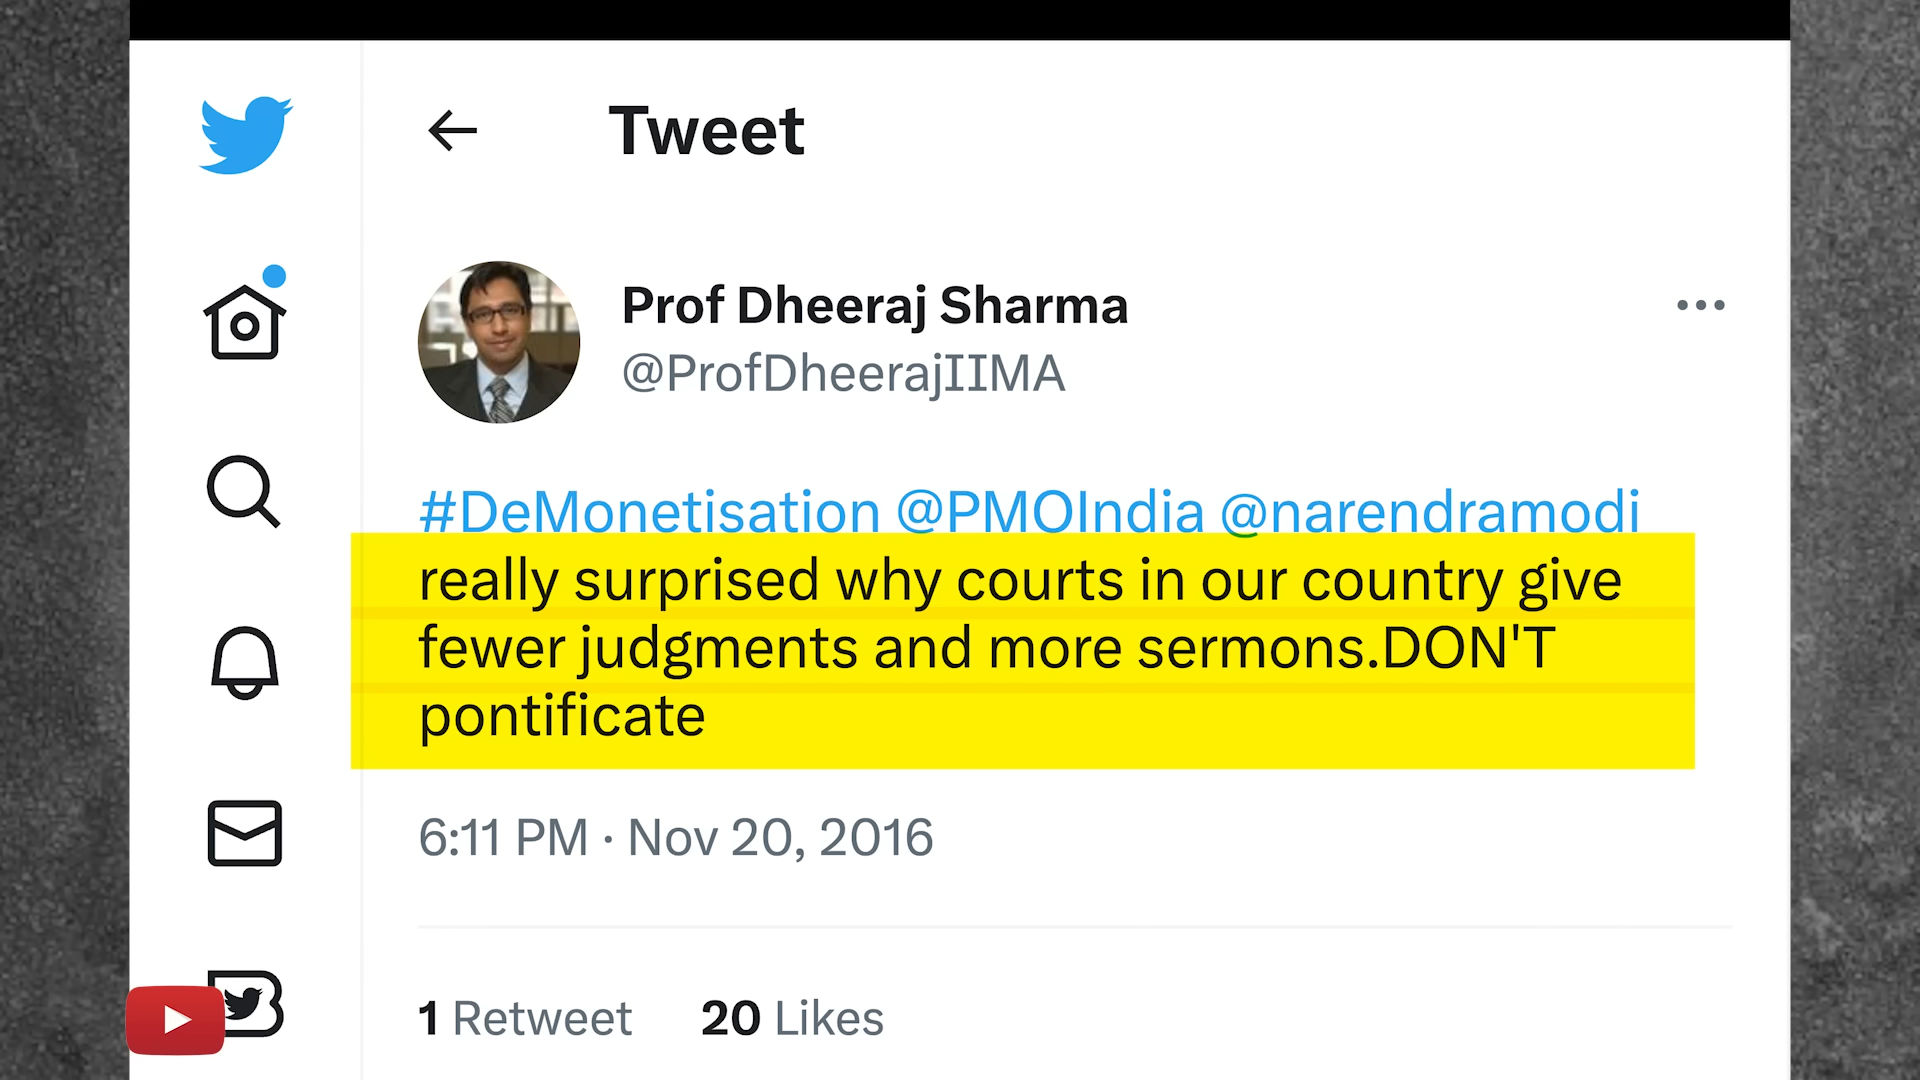 Tweet
Prof Dheeraj Sharma
@ProfDheerajIIMA
#DeMonetisation @PMOIndia @narendramodi
really surprised why courts in our country give
fewer judgments and more sermons.DON'T
pontificate
6:11 PM · Nov 20, 2016
1 Retweet 20 Likes